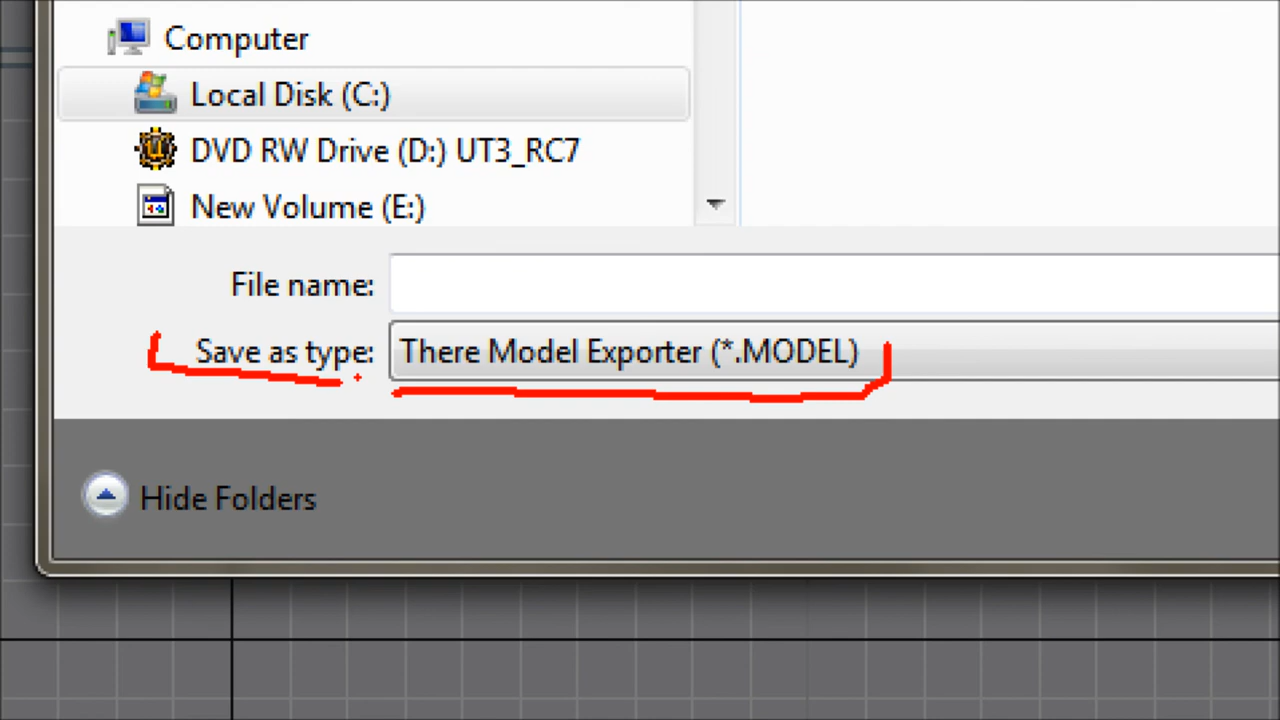 Computer
Local Disk (C:)
DVD RW Drive (D:) UT3_RC7
New Volume (E:)
File name:
Save as type: There Model Exporter (*.MODEL)
Hide Folders